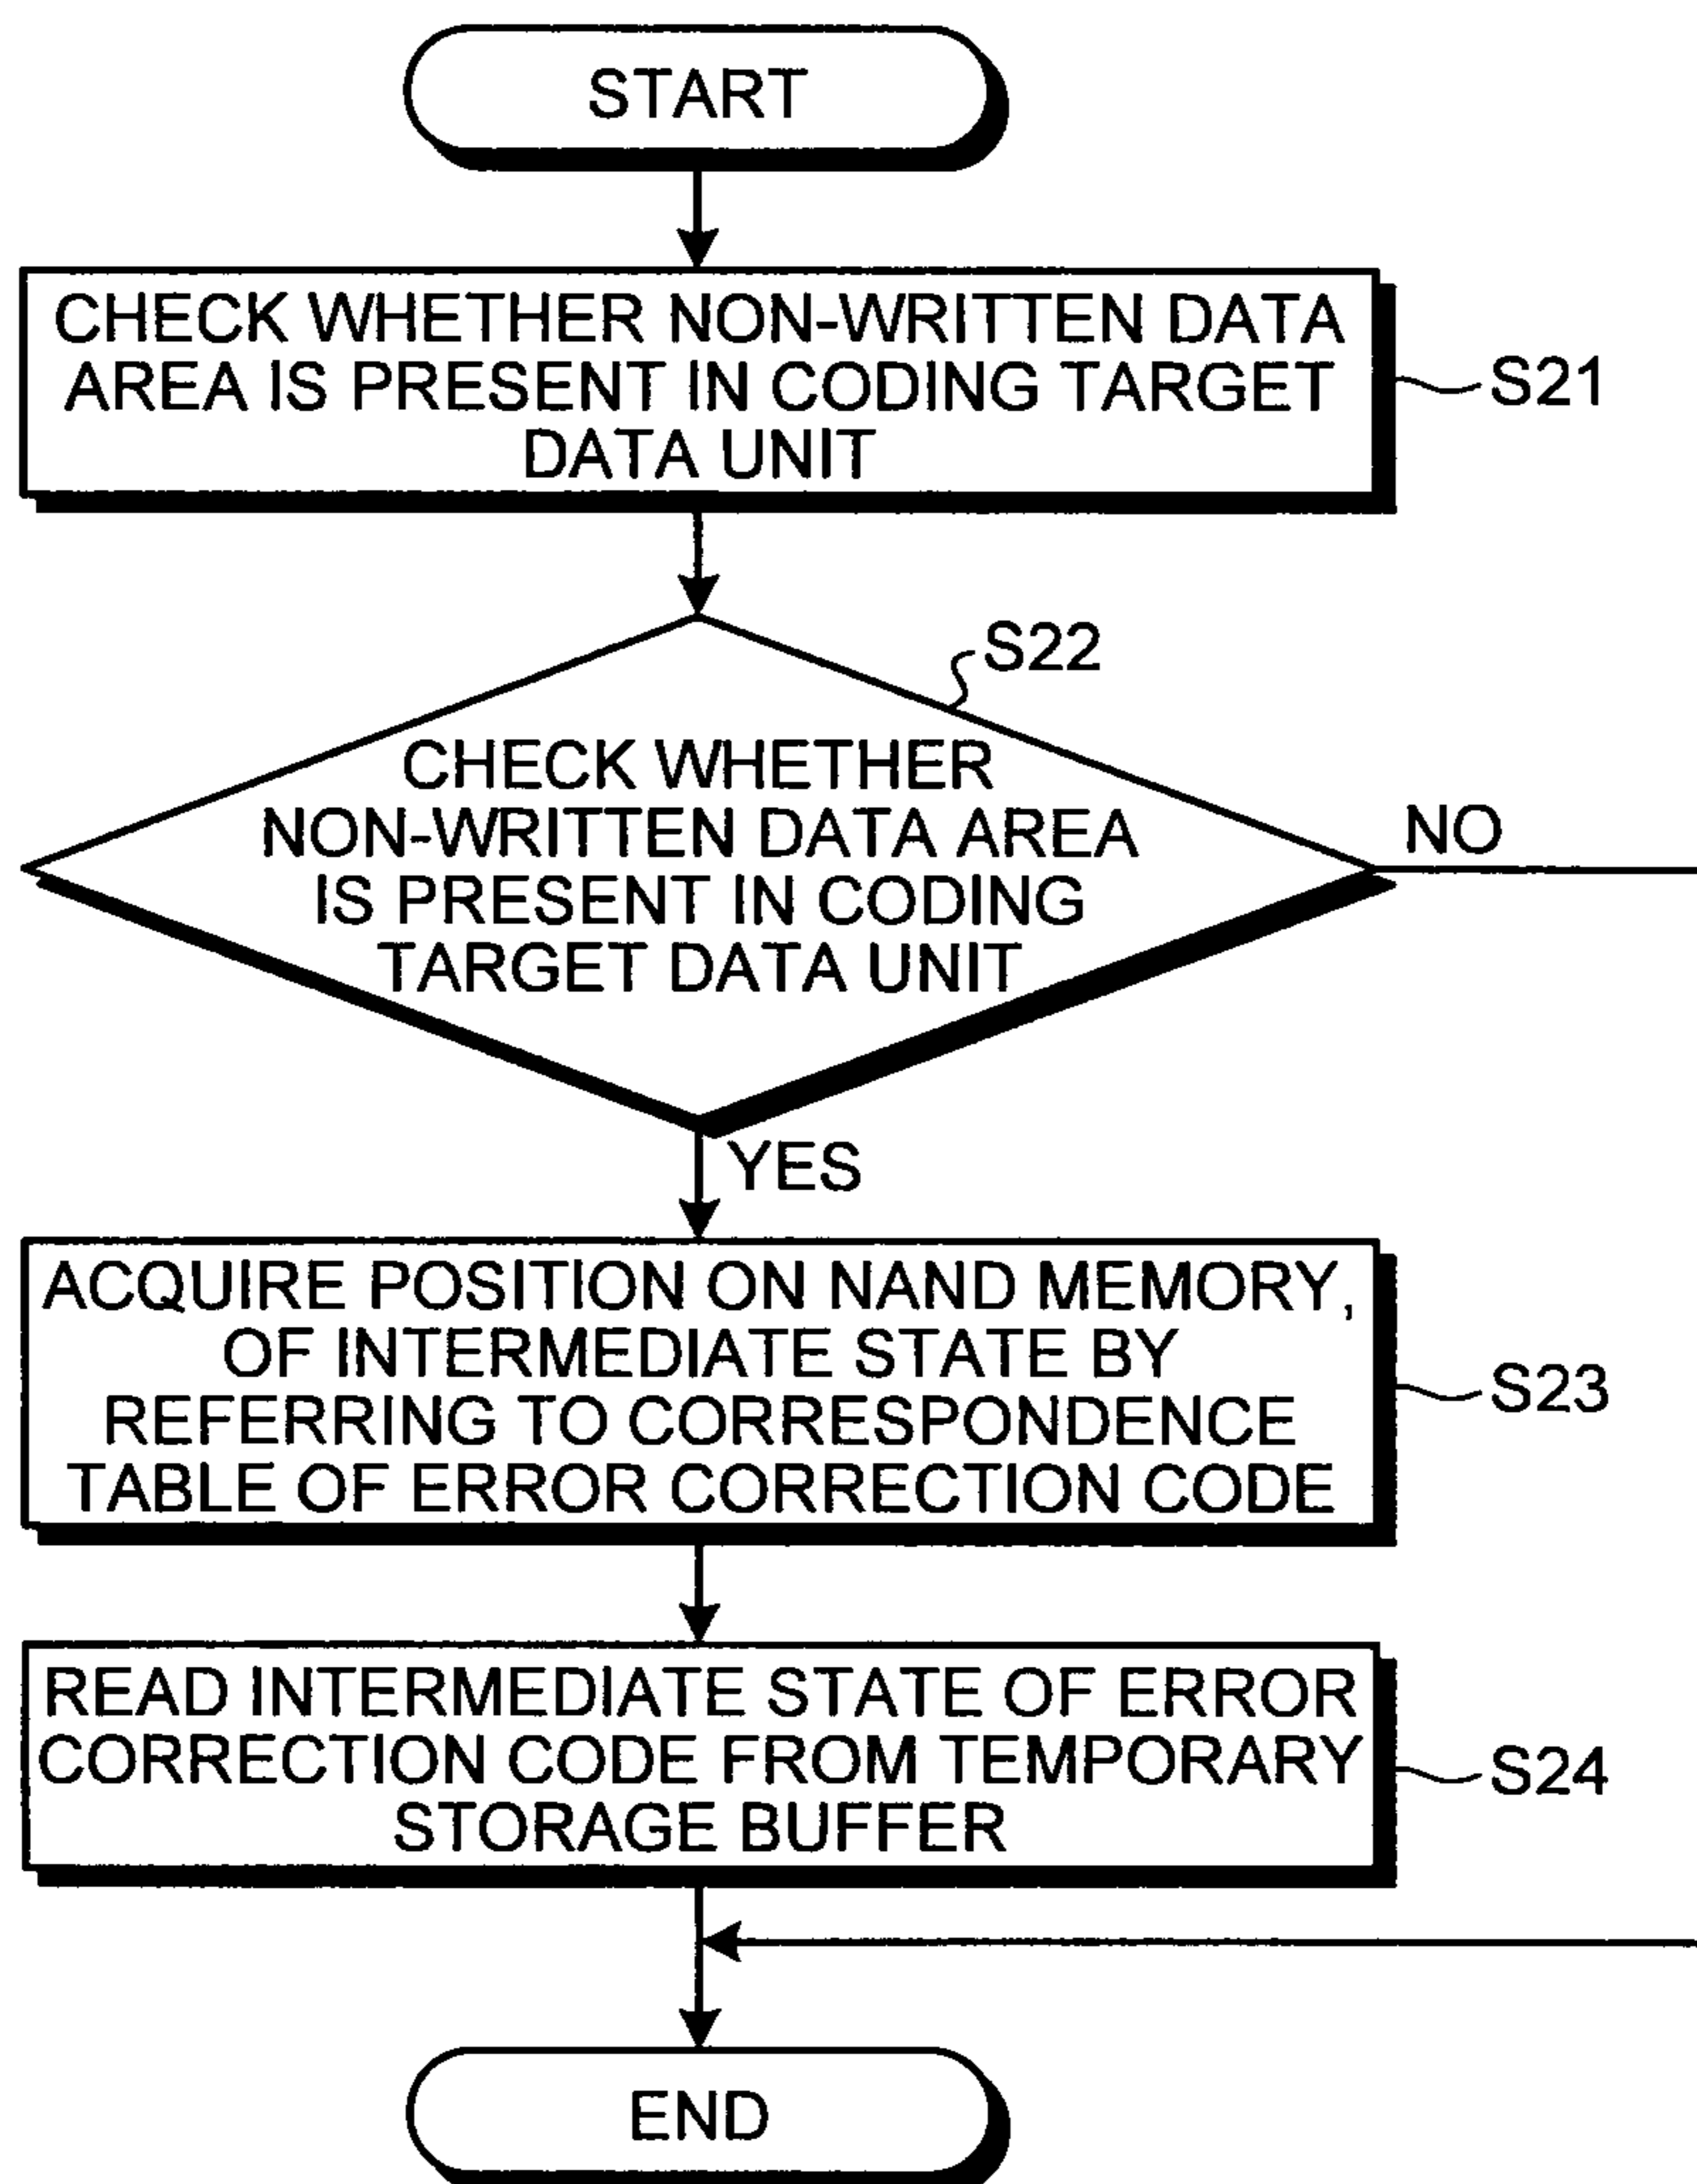 START
CHECK WHETHER NON-WRITTEN DATA
AREA IS PRESENT IN CODING TARGET
DATA UNIT
S21
S22
CHECK WHETHER
NON-WRITTEN DATA AREA
IS PRESENT IN CODING
TARGET DATA UNIT
NO
YES
ACQUIRE POSITION ON NAND MEMORY,
OF INTERMEDIATE STATE BY
REFERRING TO CORRESPONDENCE
TABLE OF ERROR CORRECTION CODE
S23
READ INTERMEDIATE STATE OF ERROR
CORRECTION CODE FROM TEMPORARY
STORAGE BUFFER
S24
END